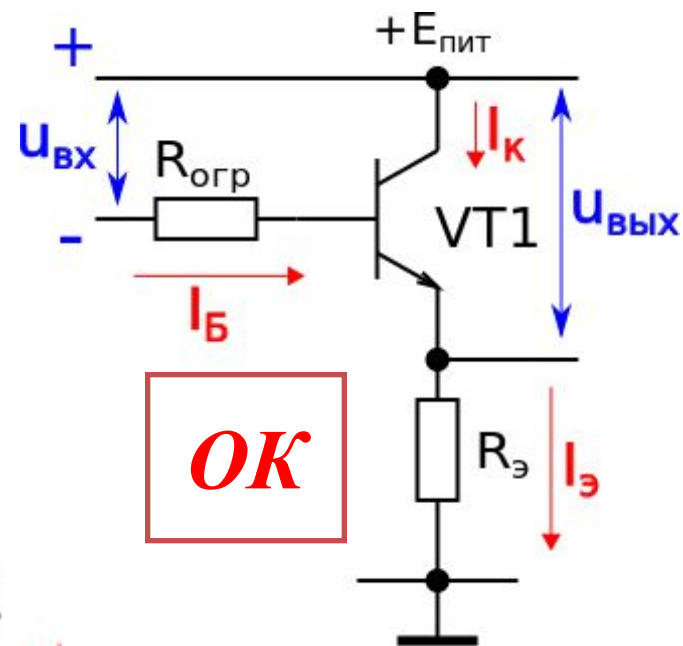 +Eпит
+
uвх
Iк
Rогр
uвых
VT1
-
IБ
ОК
Rэ
Iэ